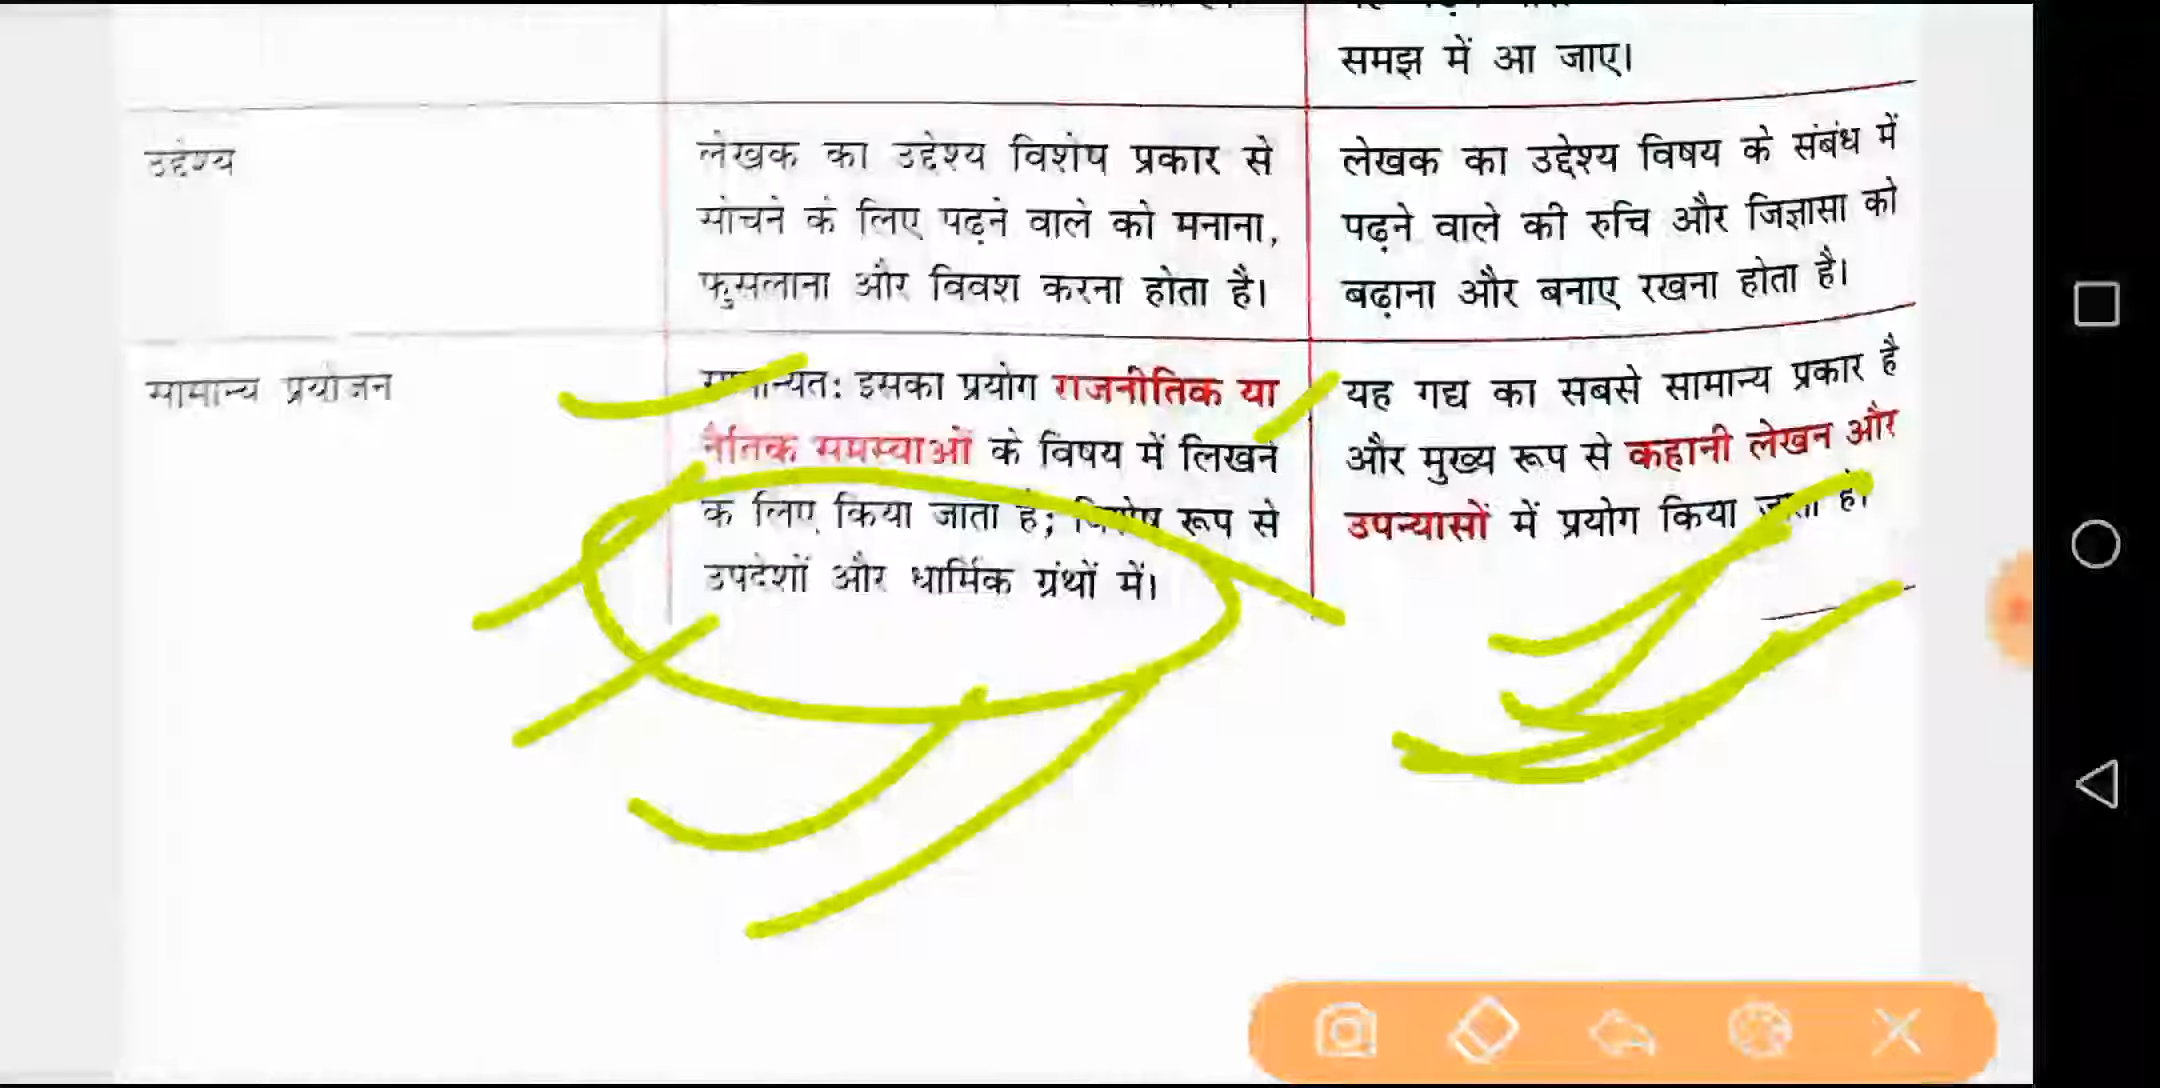 समझ में आ जाए।
उद्देश्य
लेखक का उद्देश्य विशेष प्रकार से
सोचने के लिए पढ़ने वाले को मनाना,
फुसलाना और विवश करना होता है।
लेखक का उद्देश्य विषय के संबंध में
पढ़ने वाले की रुचि और जिज्ञासा को
बढ़ाना और बनाए रखना होता है।
सामान्य प्रयोजन
सामान्यत: इसका प्रयोग राजनीतिक या
नैतिक समस्याओं के विषय में लिखने
के लिए किया जाता है; विशेष रूप से
उपदेशों और धार्मिक ग्रंथों में।
यह गद्य का सबसे सामान्य प्रकार है
और मुख्य रूप से कहानी लेखन और
उपन्यासों में प्रयोग किया जाता है।